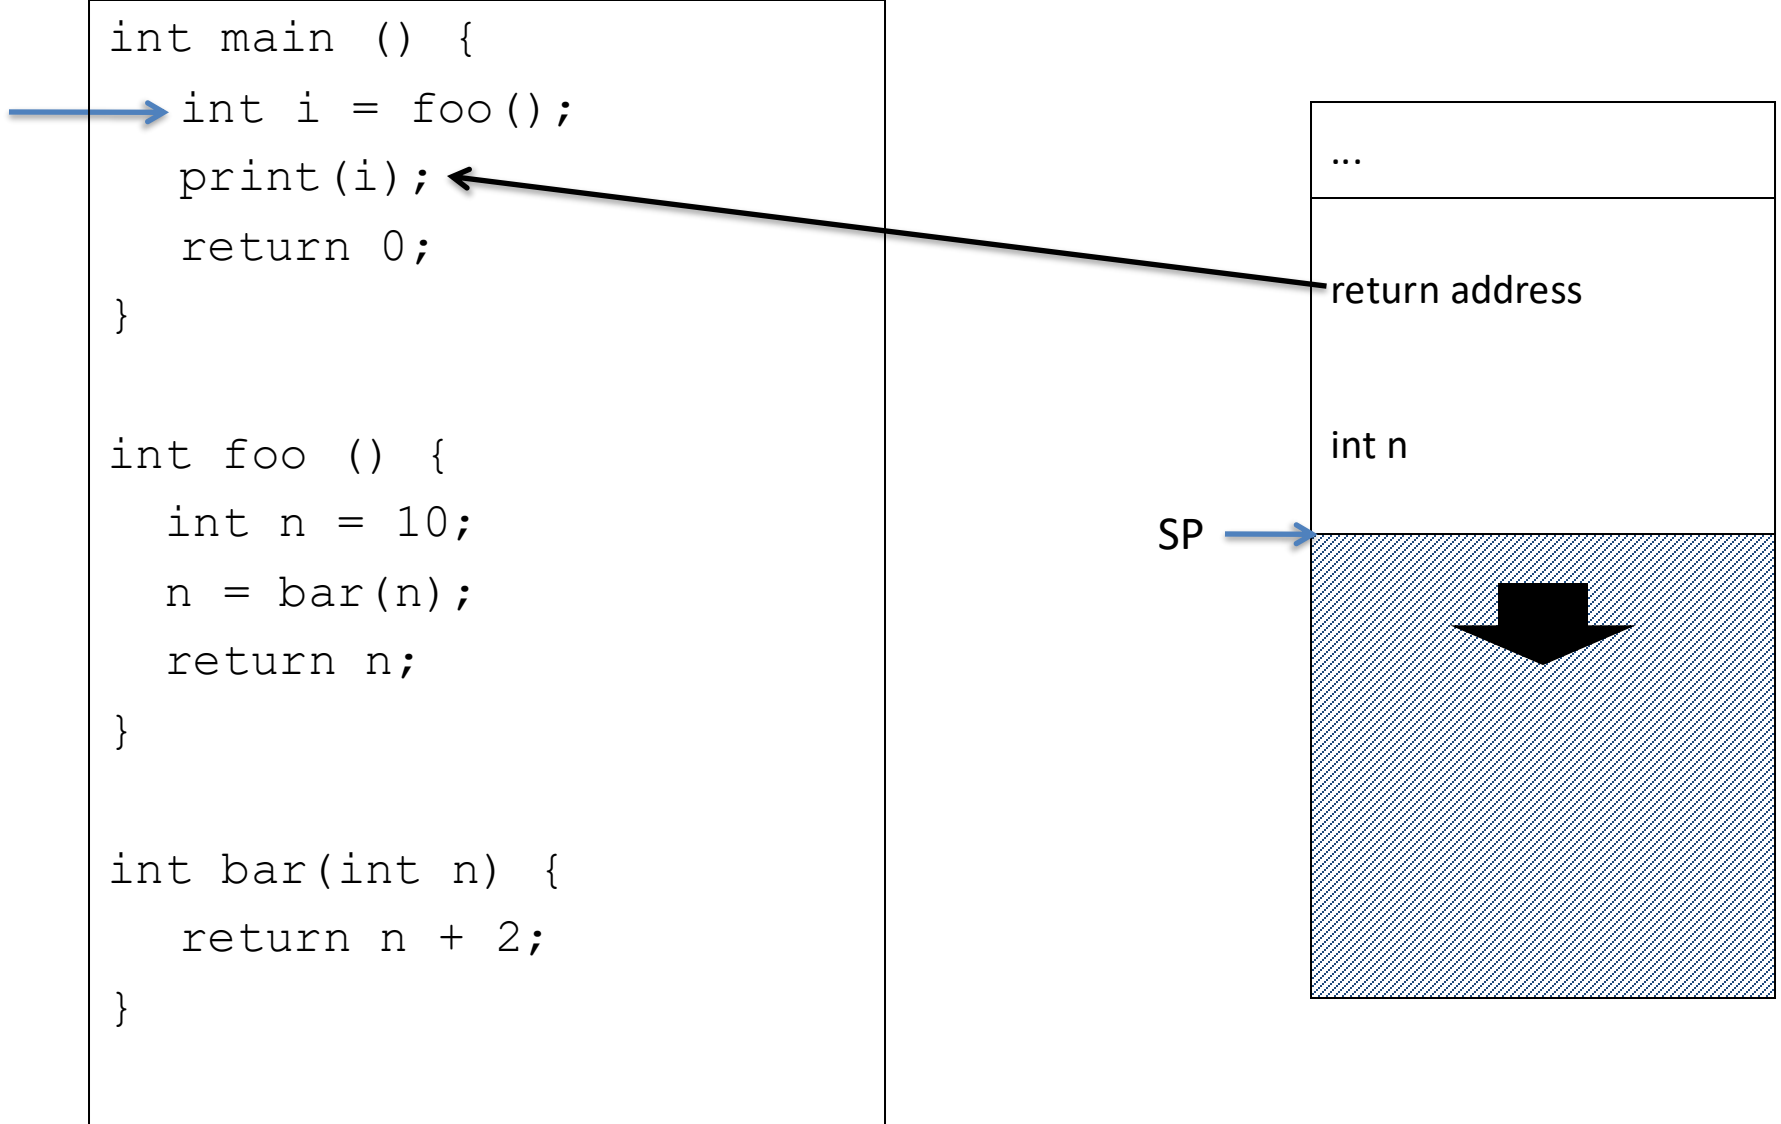 int main () {
int i = foo();
print(i);
return 0;
}
int foo () {
int n = 10;
n = bar(n);
return n;
}
int bar(int n) {
return n + 2;
}
...
return address
int n
SP